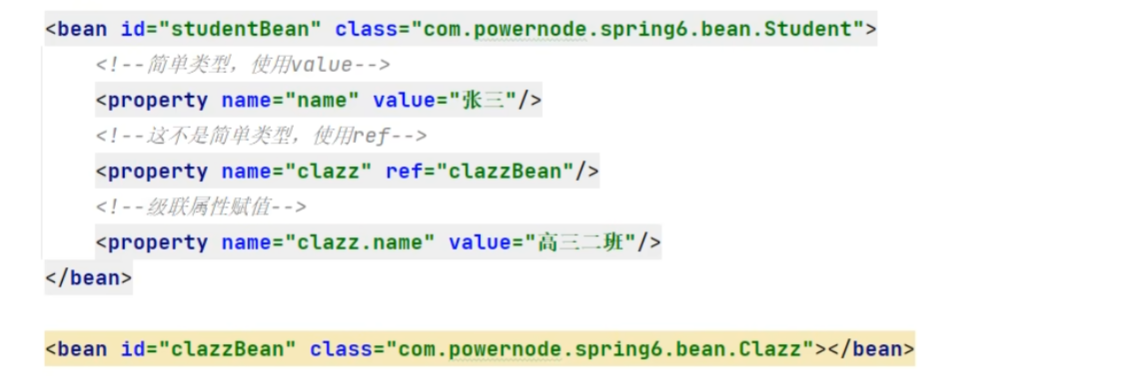 <bean id="studentBean" class="com.powernode.spring6.bean.Student">
<!--简单类型，使用value-->
<property name="name" value="张三"/>
<!--这不是简单类型，使用ref-->
<property name="clazz" ref="clazzBean"/>
<!--级联属性赋值-->
<property name="clazz.name" value="高三二班"/>
</bean>
<bean id="clazzBean" class="com.powernode.spring6.bean.Clazz"></bean>